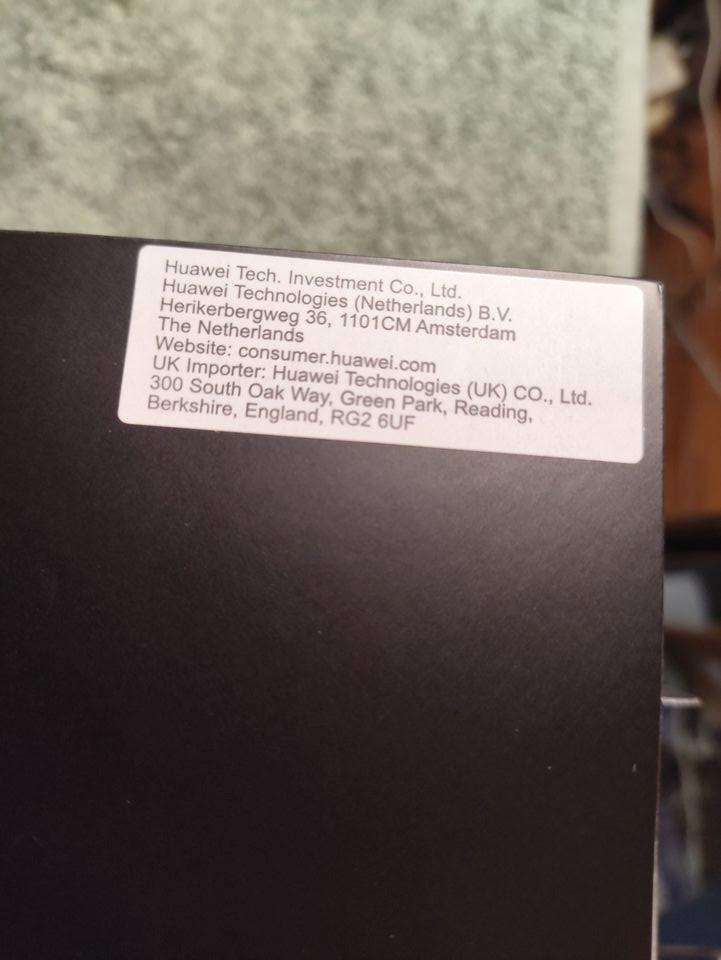 Huawei Tech. Investment Co., Ltd.
Huawei Technologies (Netherlands) B.V.
Herikerbergweg 36, 1101CM Amsterdam
The Netherlands
Website: consumer.huawei.com
UK Importer: Huawei Technologies (UK) CO., Ltd.
300 South Oak Way, Green Park, Reading,
Berkshire, England, RG2 6UF